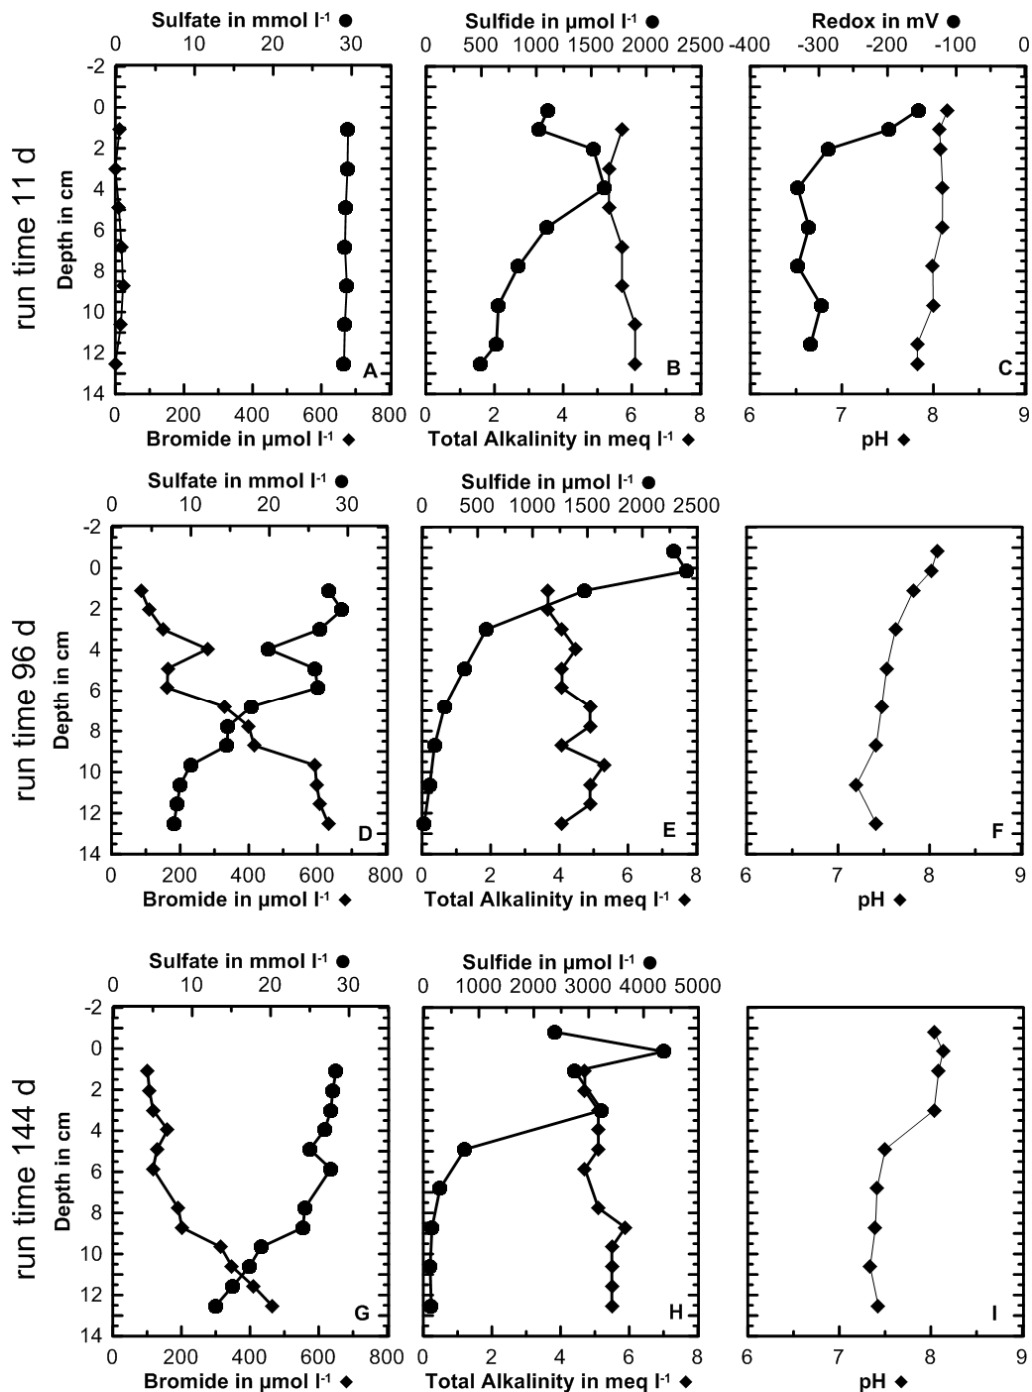 Sulfate in mmol l-1 ●
Sulfide in µmol l-1 ●
Redox in mV ●
0 10 20 30
0 500 1000 1500 2000 2500
-400 -300 -200 -100 0
run time 11 d
Depth in cm
-2
0
2
4
6
8
10
12
14
A
B
C
0 200 400 600 800
0 2 4 6 8
6 7 8 9
Bromide in µmol l-1 ◆
Total Alkalinity in meq l-1 ◆
pH ◆
Sulfate in mmol l-1 ●
Sulfide in µmol l-1 ●
0 10 20 30
0 500 1000 1500 2000 2500
run time 96 d
Depth in cm
-2
0
2
4
6
8
10
12
14
D
E
F
0 200 400 600 800
0 2 4 6 8
6 7 8 9
Bromide in µmol l-1 ◆
Total Alkalinity in meq l-1 ◆
pH ◆
Sulfate in mmol l-1 ●
Sulfide in µmol l-1 ●
0 10 20 30
0 1000 2000 3000 4000 5000
run time 144 d
Depth in cm
-2
0
2
4
6
8
10
12
14
G
H
I
0 200 400 600 800
0 2 4 6 8
6 7 8 9
Bromide in µmol l-1 ◆
Total Alkalinity in meq l-1 ◆
pH ◆